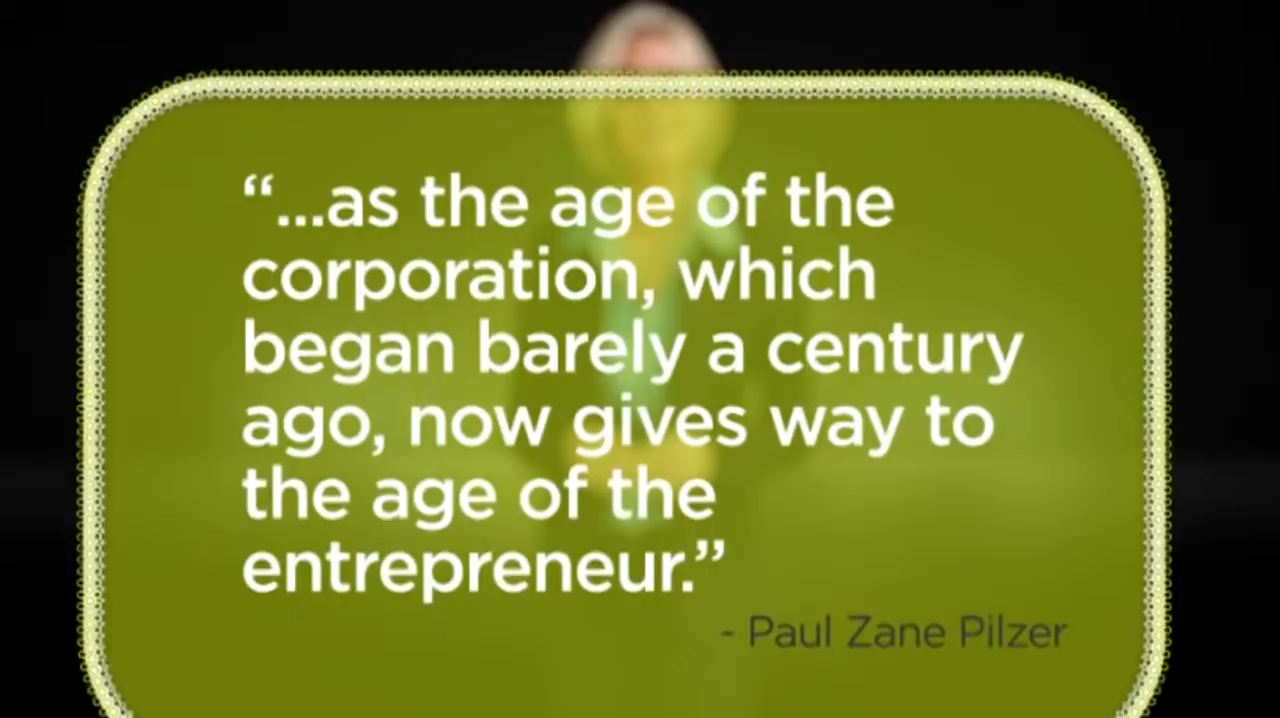 “...as the age of the
corporation, which
began barely a century
ago, now gives way to
the age of the
entrepreneur.”
- Paul Zane Pilzer